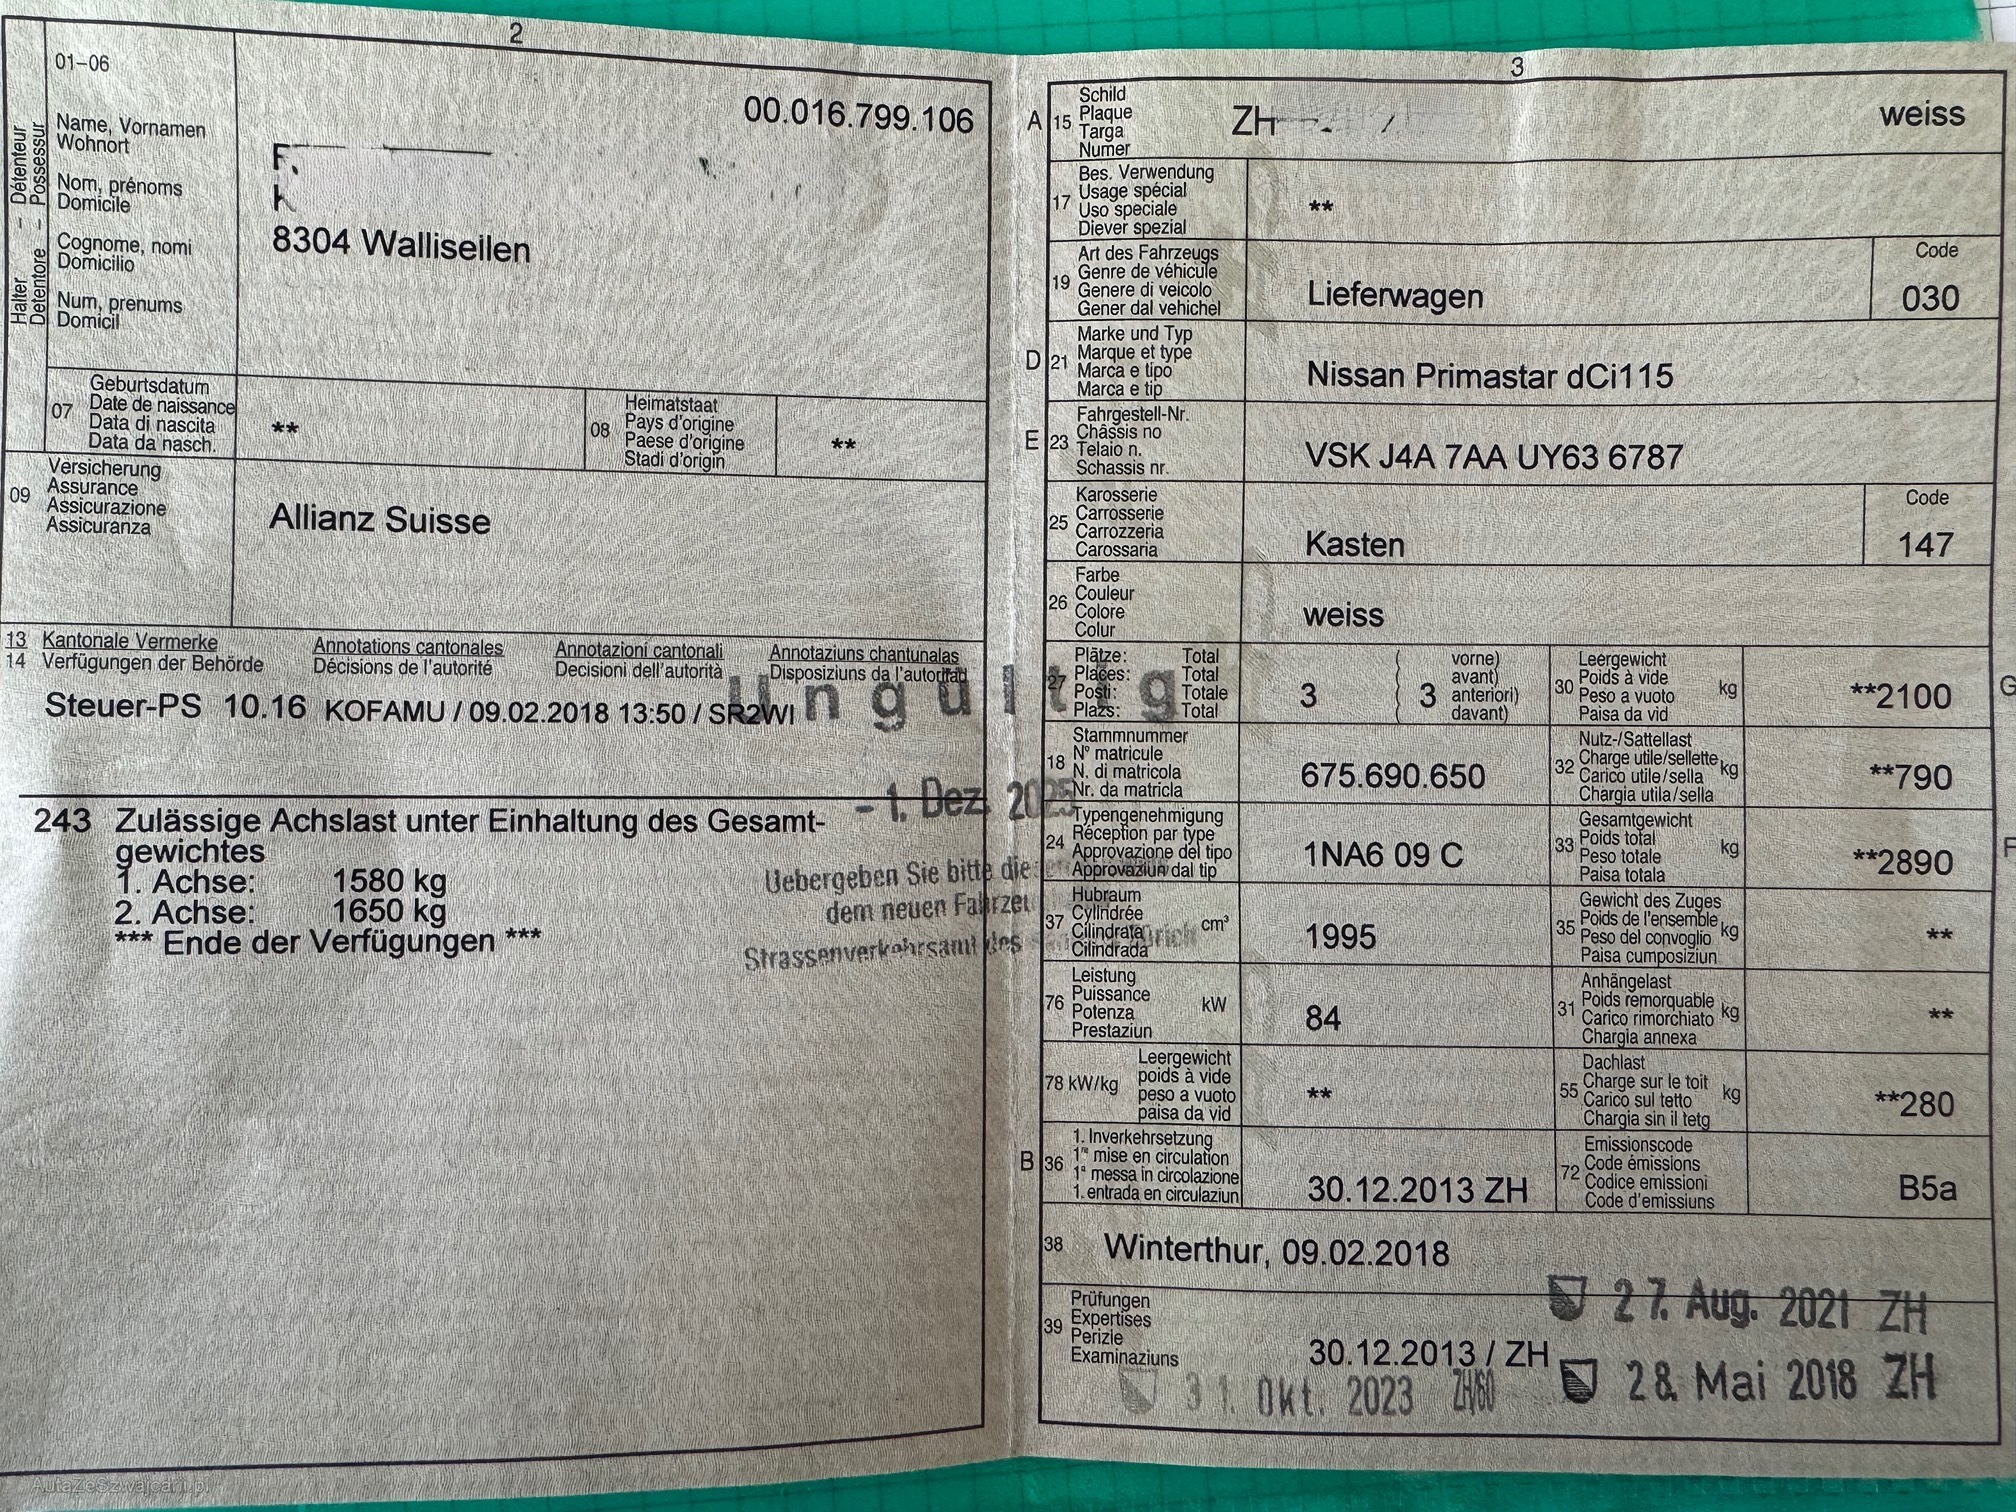 2
01-06
00.016.799.106
Halter - Détenteur
Detentore - Possessur
Name, Vornamen
Wohnort
Nom, prénoms
Domicile
Cognome, nomi
Domicilio
Num, prenums
Domicil
8304 Walliseilen
07
Geburtsdatum
Date de naissance
Data di nascita
Data da nasch.
**
08
Heimatstaat
Pays d'origine
Paese d'origine
Stadi d'origin
**
09
Versicherung
Assurance
Assicurazione
Assicuranza
Allianz Suisse
13 Kantonale Vermerke Annotations cantonales Annotazioni cantonali Annotaziuns chantunalas
14 Verfügungen der Behörde Décisions de l'autorité Decisioni dell'autorità Disposiziuns da l'autoritad
Steuer-PS 10.16 KOFAMU / 09.02.2018 13:50 / SR2WI
Ungültig
- 1. Dez. 2025
243 Zulässige Achslast unter Einhaltung des Gesamt-
gewichtes
1. Achse: 1580 kg
2. Achse: 1650 kg
*** Ende der Verfügungen ***
Uebergeben Sie bitte
dem neuen
Strassenverkehrsamt des
3
A 15
Schild
Plaque
Targa
Numer
ZH
weiss
17
Bes. Verwendung
Usage spécial
Uso speciale
Diever spezial
**
19
Art des Fahrzeugs
Genre de véhicule
Genere di veicolo
Gener dal vehichel
Lieferwagen
Code
030
D 21
Marke und Typ
Marque et type
Marca e tipo
Marca e tip
Nissan Primastar dCi115
E 23
Fahrgestell-Nr.
Châssis no
Telaio n.
Schassis nr.
VSK J4A 7AA UY63 6787
25
Karosserie
Carrosserie
Carrozzeria
Carossaria
Kasten
Code
147
26
Farbe
Couleur
Colore
Colur
weiss
27
Plätze: Total
Places: Total
Posti: Totale
Plazs: Total
3
3
vorne)
avant)
anteriori)
davant)
30
Leergewicht
Poids à vide
Peso a vuoto
Paisa da vid
kg
**2100
G
18
Stammnummer
N° matricule
N. di matricola
Nr. da matricla
675.690.650
32
Nutz-/Sattellast
Charge utile/sellette
Carico utile/sella
Chargia utila/sella
kg
**790
24
Typengenehmigung
Réception par type
Approvazione del tipo
Approvaziun dal tip
1NA6 09 C
33
Gesamtgewicht
Poids total
Peso totale
Paisa totala
kg
**2890
F
37
Hubraum
Cylindrée
Cilindrata
Cilindrada
cm³
1995
35
Gewicht des Zuges
Poids de l'ensemble
Peso del convoglio
Paisa cumposiziun
kg
**
76
Leistung
Puissance
Potenza
Prestaziun
kW
84
31
Anhängelast
Poids remorquable
Carico rimorchiato
Chargia annexa
kg
**
78 kW/kg
Leergewicht
poids à vide
peso a vuoto
paisa da vid
**
55
Dachlast
Charge sur le toit
Carico sul tetto
Chargia sin il tetg
kg
**280
B 36
1. Inverkehrsetzung
1re mise en circulation
1a messa in circolazione
1. entrada en circulaziun
30.12.2013 ZH
72
Emissionscode
Code émissions
Codice emissioni
Code d'emissiuns
B5a
38
Winterthur, 09.02.2018
27. Aug. 2021 ZH
39
Prüfungen
Expertises
Perizie
Examinaziuns
30.12.2013 / ZH
28. Mai 2018 ZH
31. Okt. 2023 ZH/60
AutaZeSzwajcarii.pl